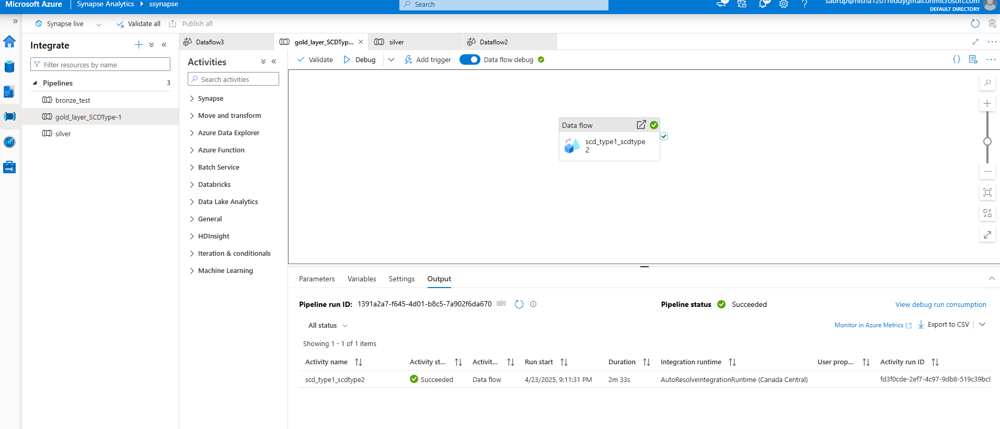 Microsoft Azure | Synapse Analytics ▸ ssynapse
Search
sabrup@nisha1207reddygmail.onmicrosoft.com
DEFAULT DIRECTORY
Synapse live
Validate all
Publish all
Integrate
Filter resources by name
Pipelines 3
bronze_test
gold_layer_SCDType-1
silver
Dataflow3
gold_layer_SCDTyp...
silver
Dataflow2
Activities
Search activities
Synapse
Move and transform
Azure Data Explorer
Azure Function
Batch Service
Databricks
Data Lake Analytics
General
HDInsight
Iteration & conditionals
Machine Learning
Validate
Debug
Add trigger
Data flow debug
Data flow
scd_type1_scdtype
2
Parameters Variables Settings Output
Pipeline run ID: 1391a2a7-f645-4d01-b8c5-7a902f6da670
Pipeline status Succeeded
View debug run consumption
All status
Monitor in Azure Metrics
Export to CSV
Showing 1 - 1 of 1 items
Activity name Activity st... Activit... Run start Duration Integration runtime User prop... Activity run ID
scd_type1_scdtype2 Succeeded Data flow 4/23/2025, 9:11:31 PM 2m 33s AutoResolveIntegrationRuntime (Canada Central) fd3f0cde-2ef7-4c97-9db8-519c39bc9